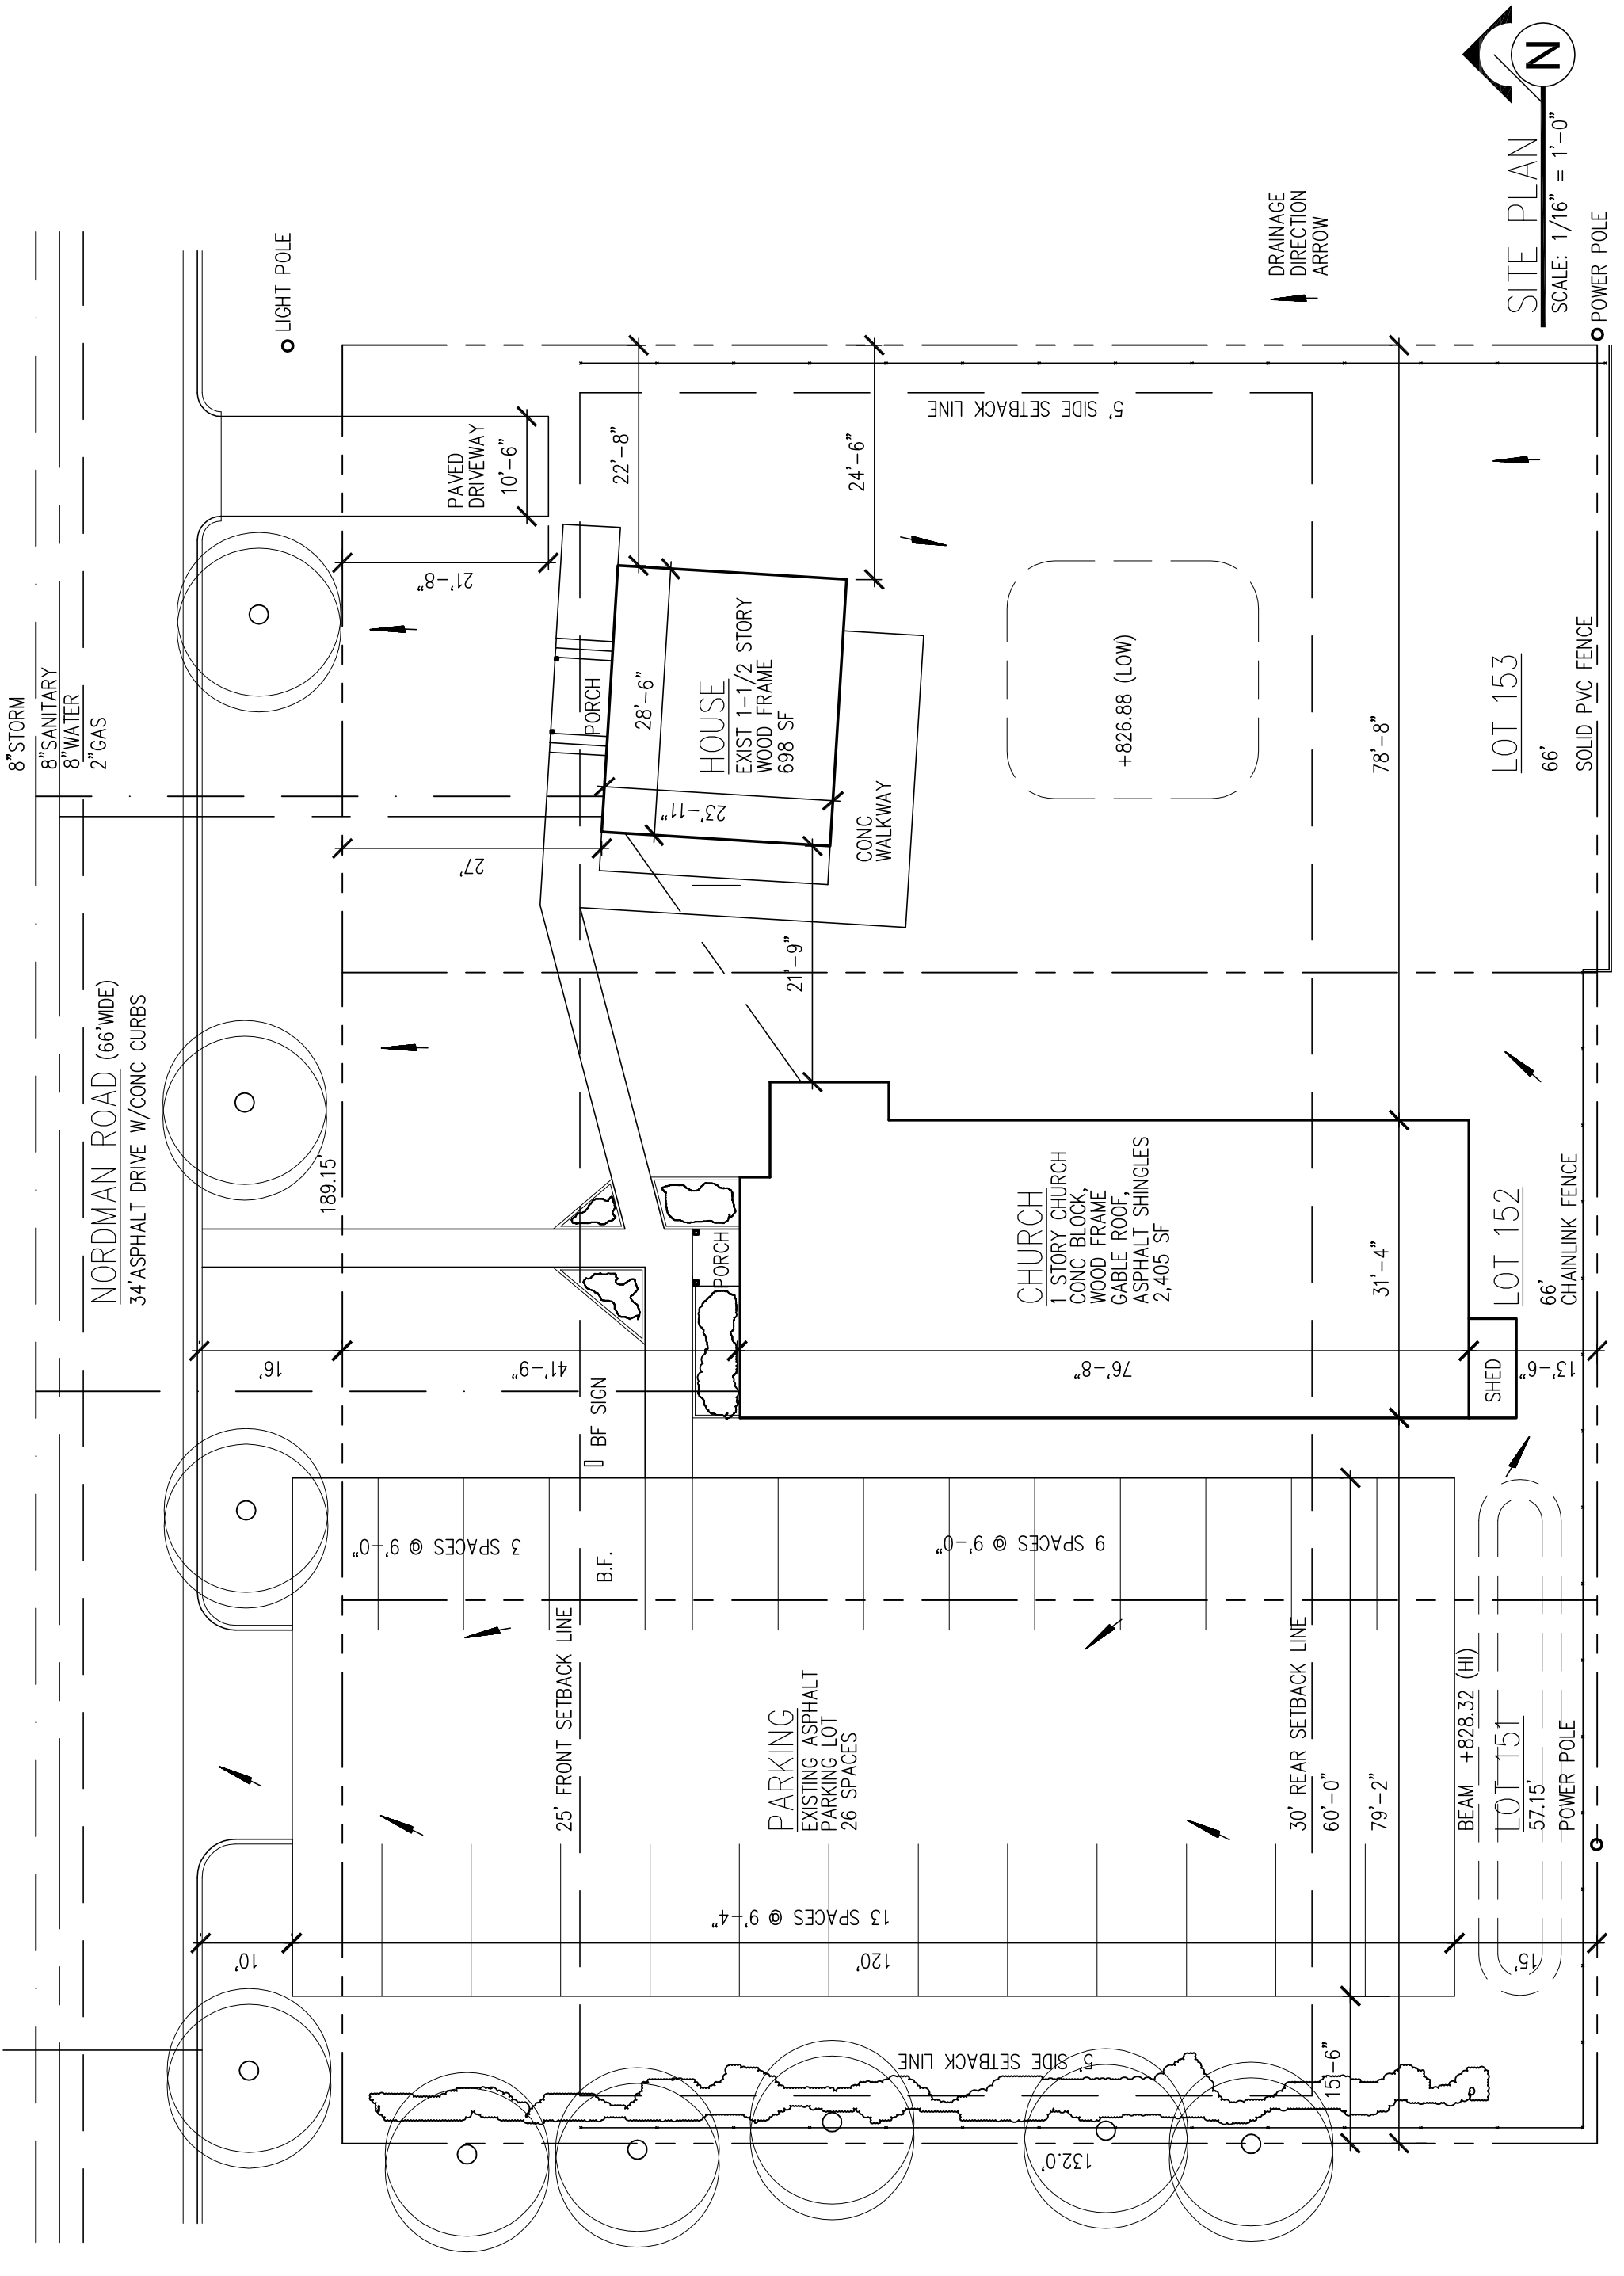 8"STORM
8"SANITARY
8"WATER
2"GAS
NORDMAN ROAD (66'WIDE)
34'ASPHALT DRIVE W/CONC CURBS
LIGHT POLE
189.15'
PAVED
DRIVEWAY
10'-6"
21'-8"
22'-8"
24'-6"
5' SIDE SETBACK LINE
27'
PORCH
28'-6"
HOUSE
EXIST 1-1/2 STORY
WOOD FRAME
698 SF
23'-11"
CONC
WALKWAY
21'-9"
+826.88 (LOW)
78'-8"
LOT 153
66'
SOLID PVC FENCE
DRAINAGE
DIRECTION
ARROW
16'
41'-9"
BF SIGN
PORCH
CHURCH
1 STORY CHURCH
CONC BLOCK,
WOOD FRAME
GABLE ROOF,
ASPHALT SHINGLES
2,405 SF
76'-8"
31'-4"
SHED
13'-6"
LOT 152
66'
CHAINLINK FENCE
3 SPACES @ 9'-0"
B.F.
9 SPACES @ 9'-0"
25' FRONT SETBACK LINE
PARKING
EXISTING ASPHALT
PARKING LOT
26 SPACES
30' REAR SETBACK LINE
60'-0"
79'-2"
BEAM +828.32 (HI)
LOT 151
57.15'
POWER POLE
10'
13 SPACES @ 9'-4"
120'
15'
5' SIDE SETBACK LINE
15'-6"
132.0'
SITE PLAN
SCALE: 1/16" = 1'-0"
N
POWER POLE